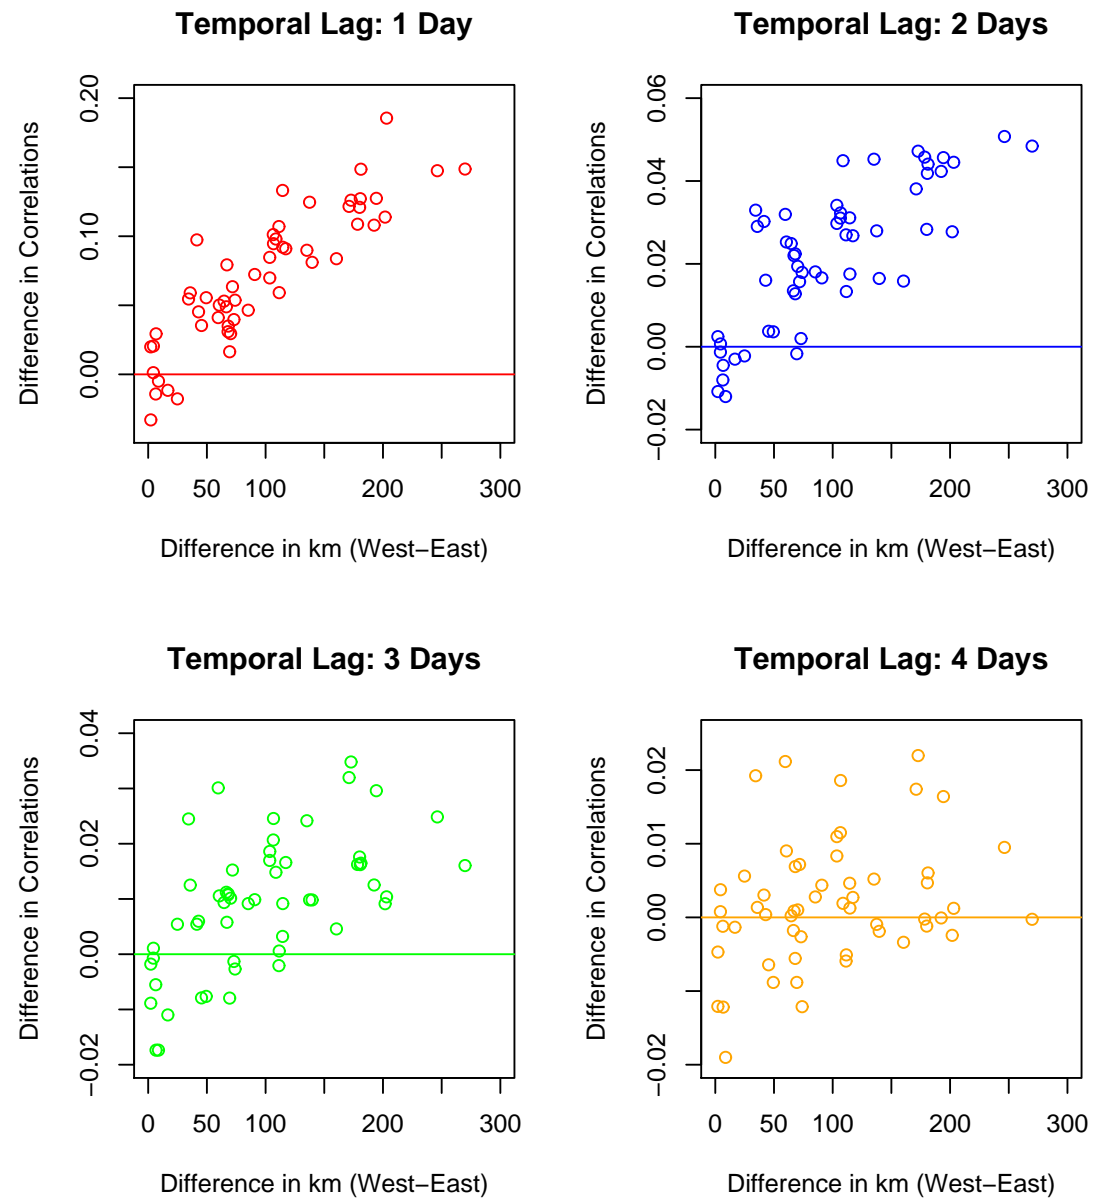 Temporal Lag: 1 Day
Difference in Correlations
0.20
0.10
0.00
0 50 100 200 300
Difference in km (West−East)
Temporal Lag: 2 Days
Difference in Correlations
0.06
0.04
0.02
0.00
−0.02
0 50 100 200 300
Difference in km (West−East)
Temporal Lag: 3 Days
Difference in Correlations
0.04
0.02
0.00
−0.02
0 50 100 200 300
Difference in km (West−East)
Temporal Lag: 4 Days
Difference in Correlations
0.02
0.01
0.00
−0.02
0 50 100 200 300
Difference in km (West−East)